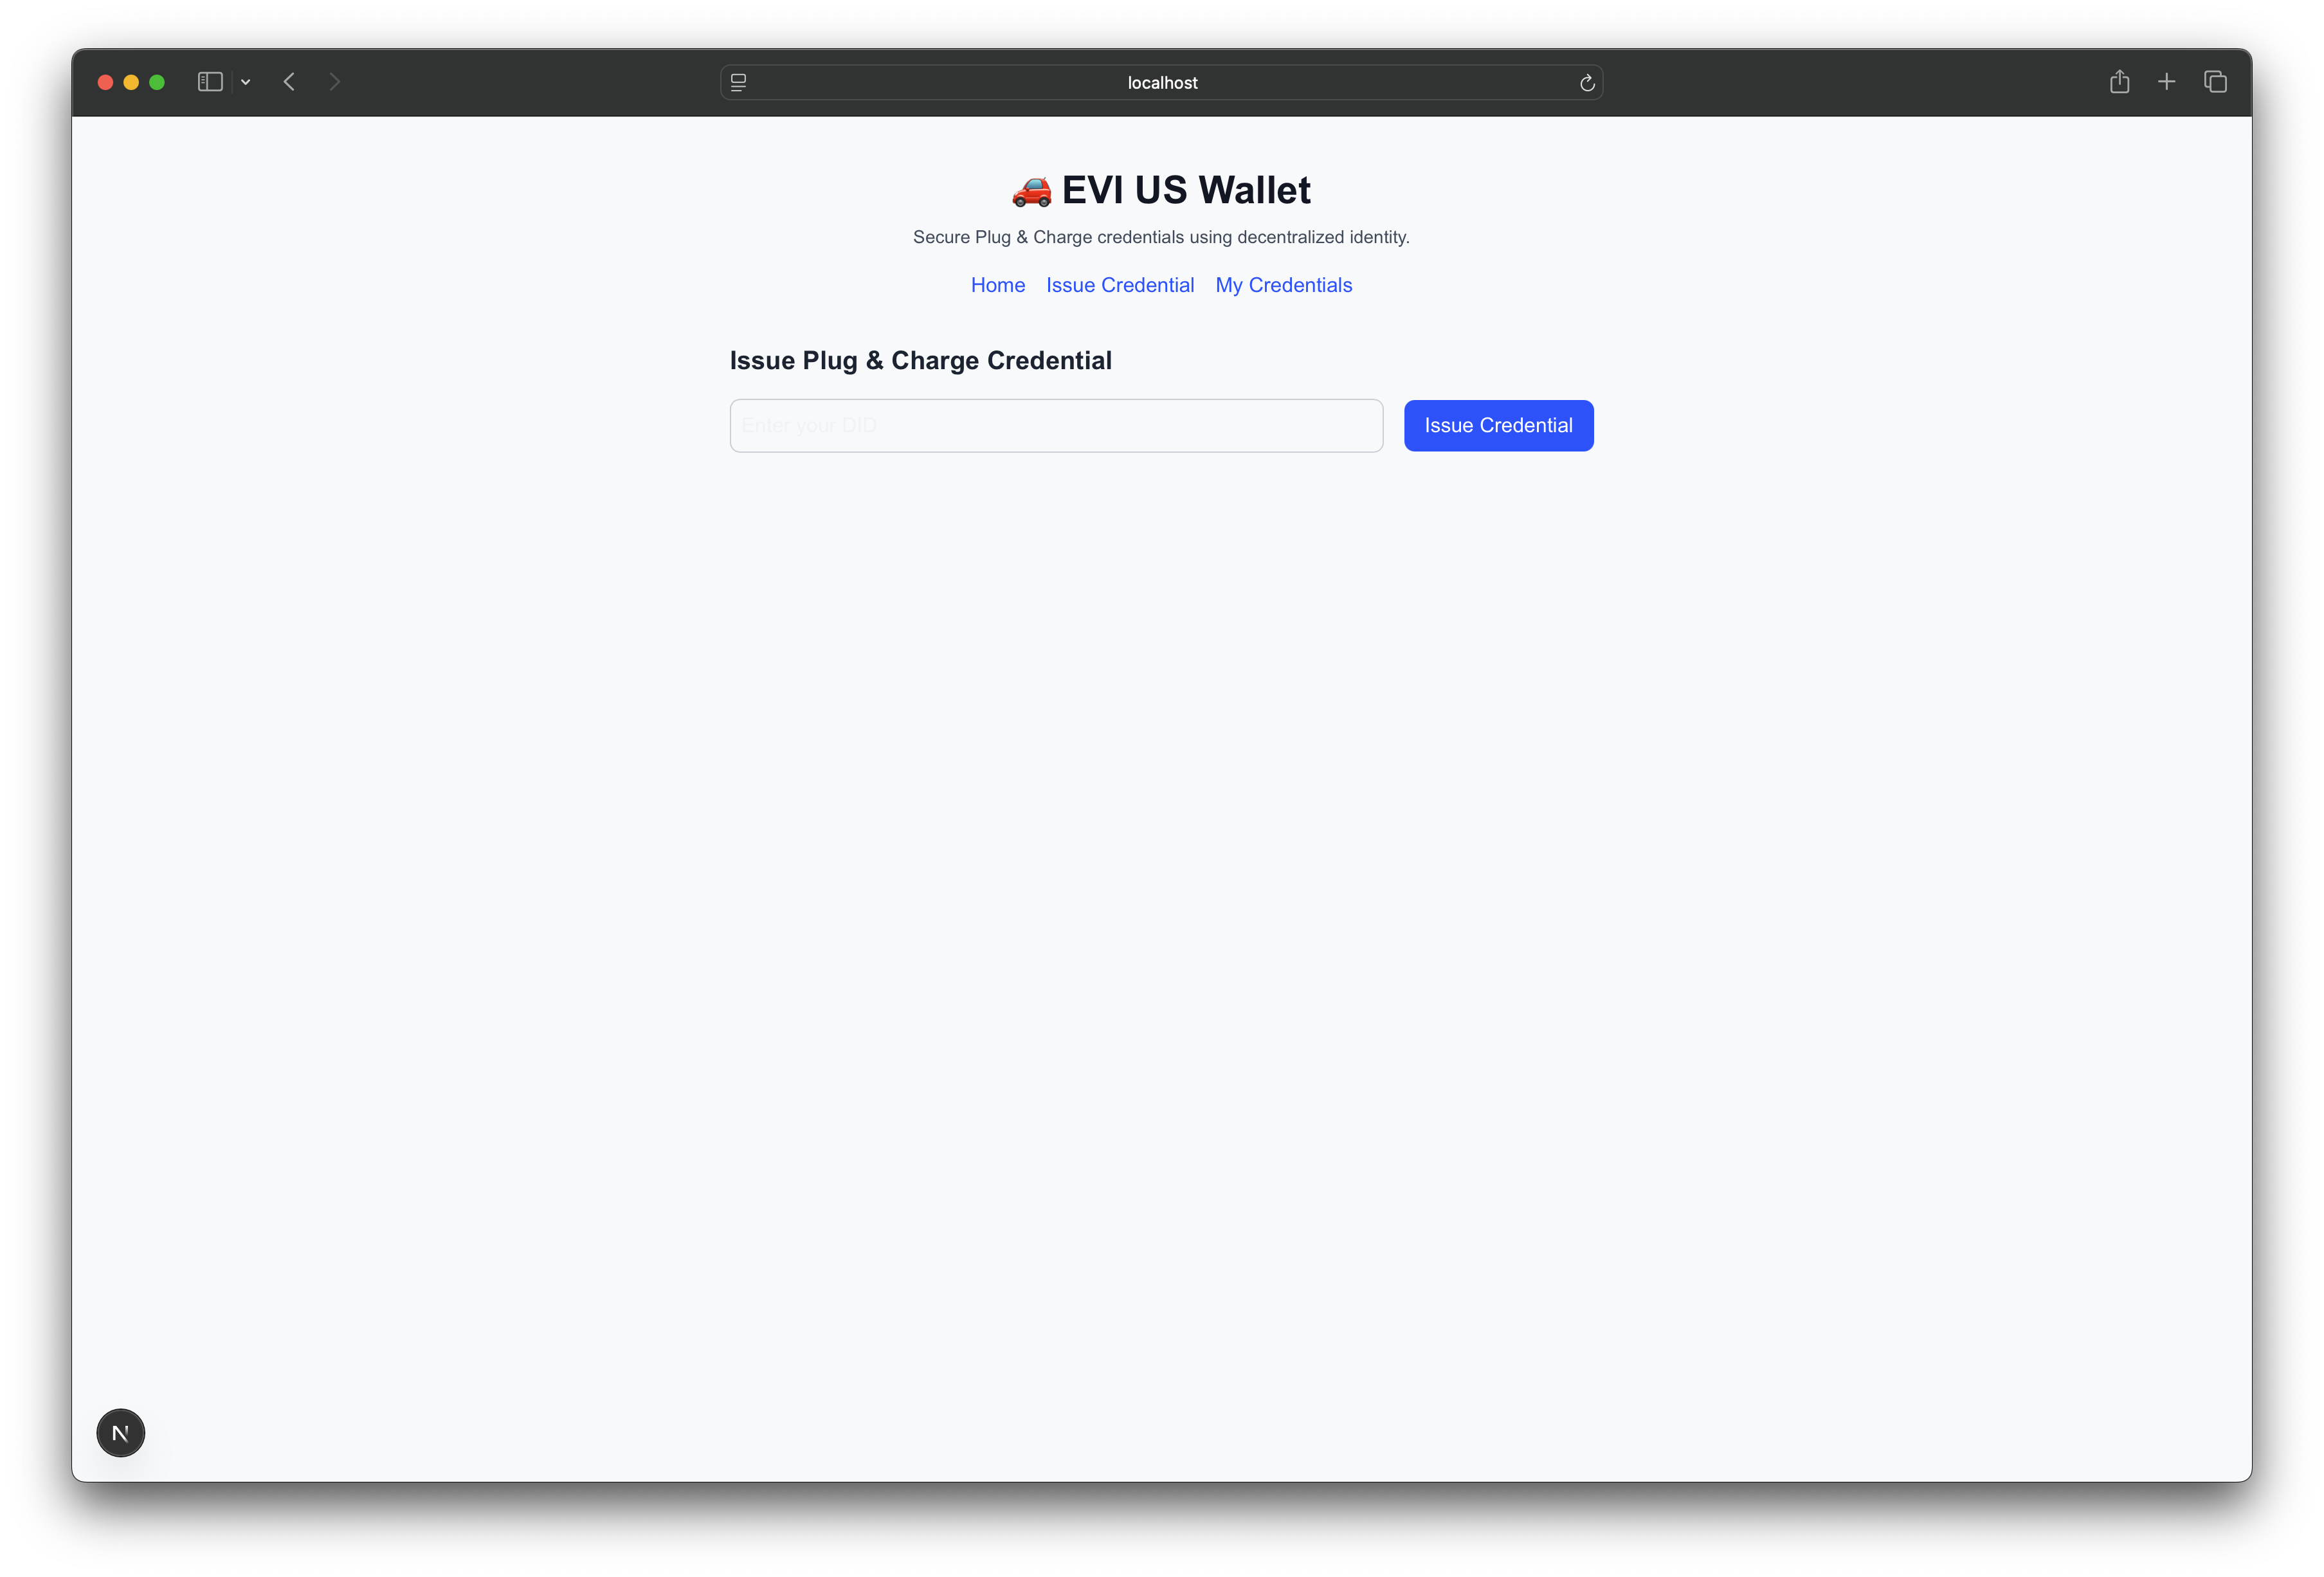 localhost
🚗 EVI US Wallet
Secure Plug & Charge credentials using decentralized identity.
Home Issue Credential My Credentials
Issue Plug & Charge Credential
Enter your DID Issue Credential
N